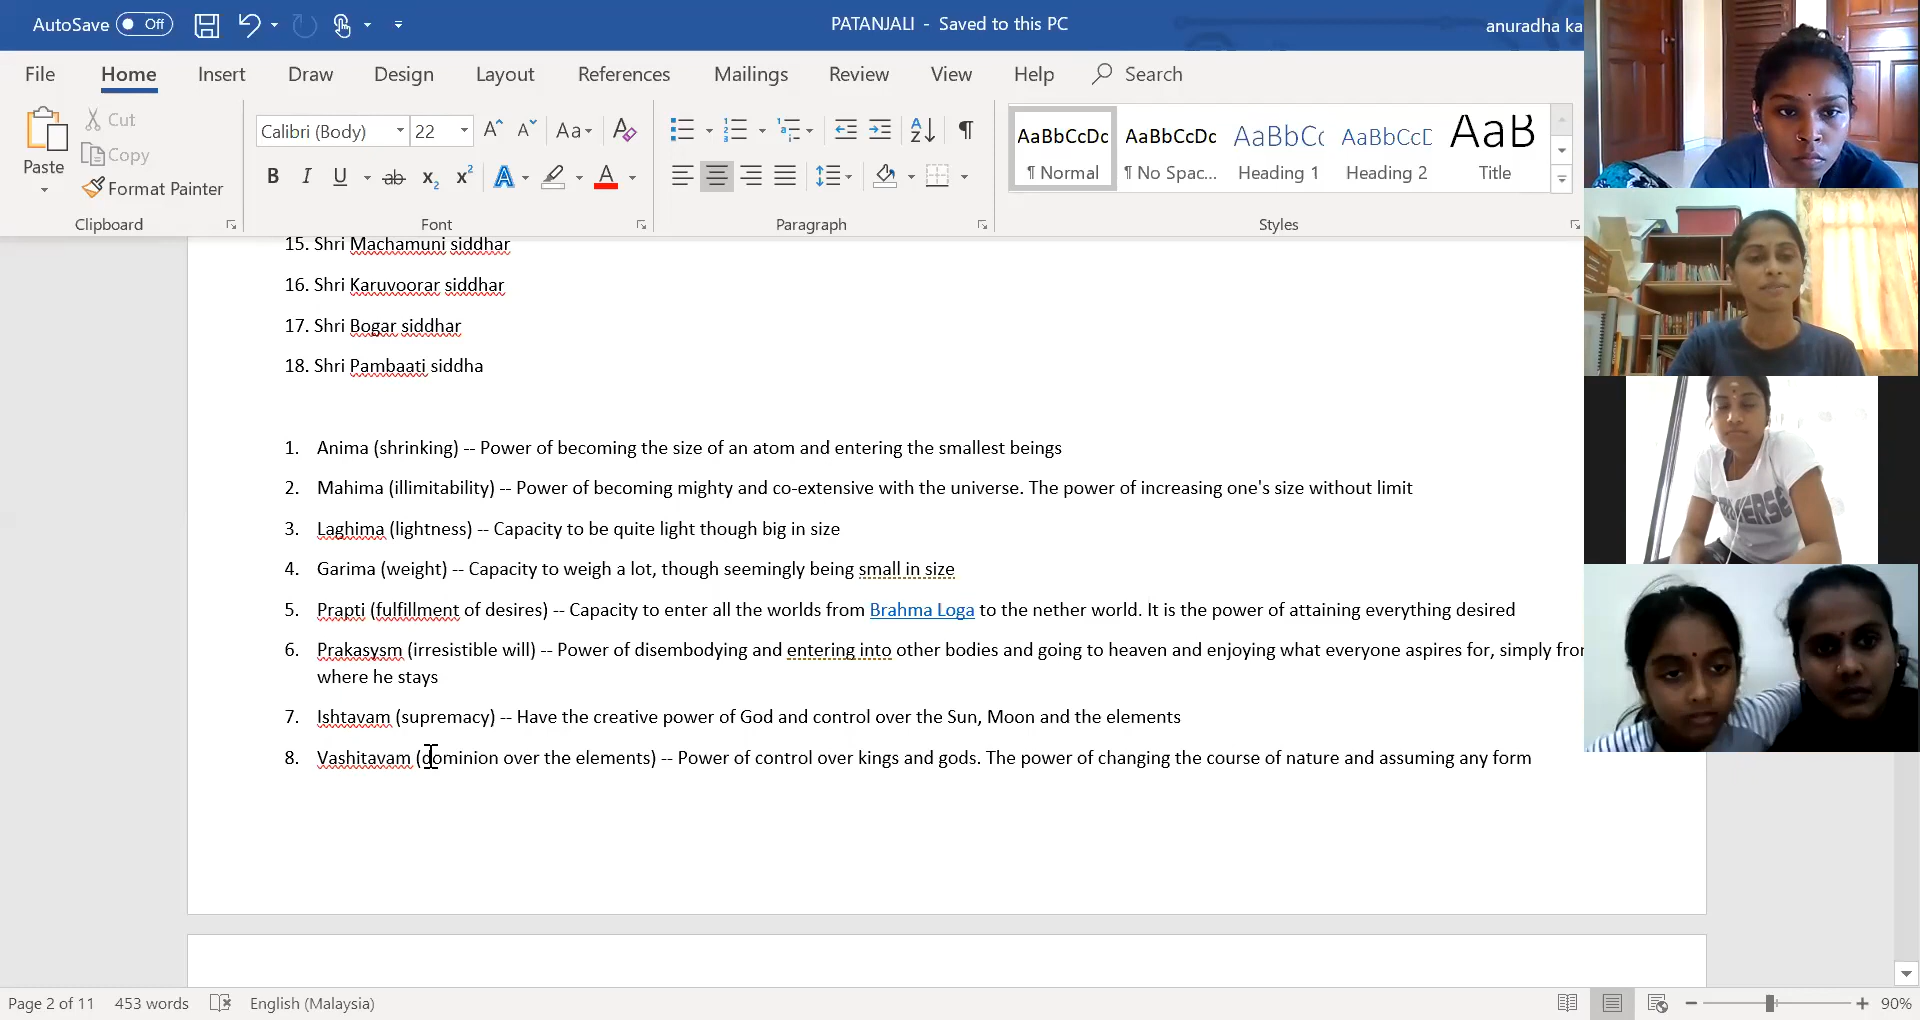 AutoSave Off PATANJALI - Saved to this PC anuradha ka
File Home Insert Draw Design Layout References Mailings Review View Help Search
Paste Cut Copy Format Painter Clipboard
Calibri (Body) 22 Aa B I U ab x₂ x² A A Font
Paragraph
AaBbCcDc AaBbCcDc AaBbC AaBbCcD AaB
¶ Normal ¶ No Spac... Heading 1 Heading 2 Title
Styles
15. Shri Machamuni siddhar
16. Shri Karuvoorar siddhar
17. Shri Bogar siddhar
18. Shri Pambaati siddha
1. Anima (shrinking) -- Power of becoming the size of an atom and entering the smallest beings
2. Mahima (illimitability) -- Power of becoming mighty and co-extensive with the universe. The power of increasing one's size without limit
3. Laghima (lightness) -- Capacity to be quite light though big in size
4. Garima (weight) -- Capacity to weigh a lot, though seemingly being small in size
5. Prapti (fulfillment of desires) -- Capacity to enter all the worlds from Brahma Loga to the nether world. It is the power of attaining everything desired
6. Prakasysm (irresistible will) -- Power of disembodying and entering into other bodies and going to heaven and enjoying what everyone aspires for, simply fro
where he stays
7. Ishtavam (supremacy) -- Have the creative power of God and control over the Sun, Moon and the elements
8. Vashitavam (dominion over the elements) -- Power of control over kings and gods. The power of changing the course of nature and assuming any form
Page 2 of 11 453 words English (Malaysia) 90%